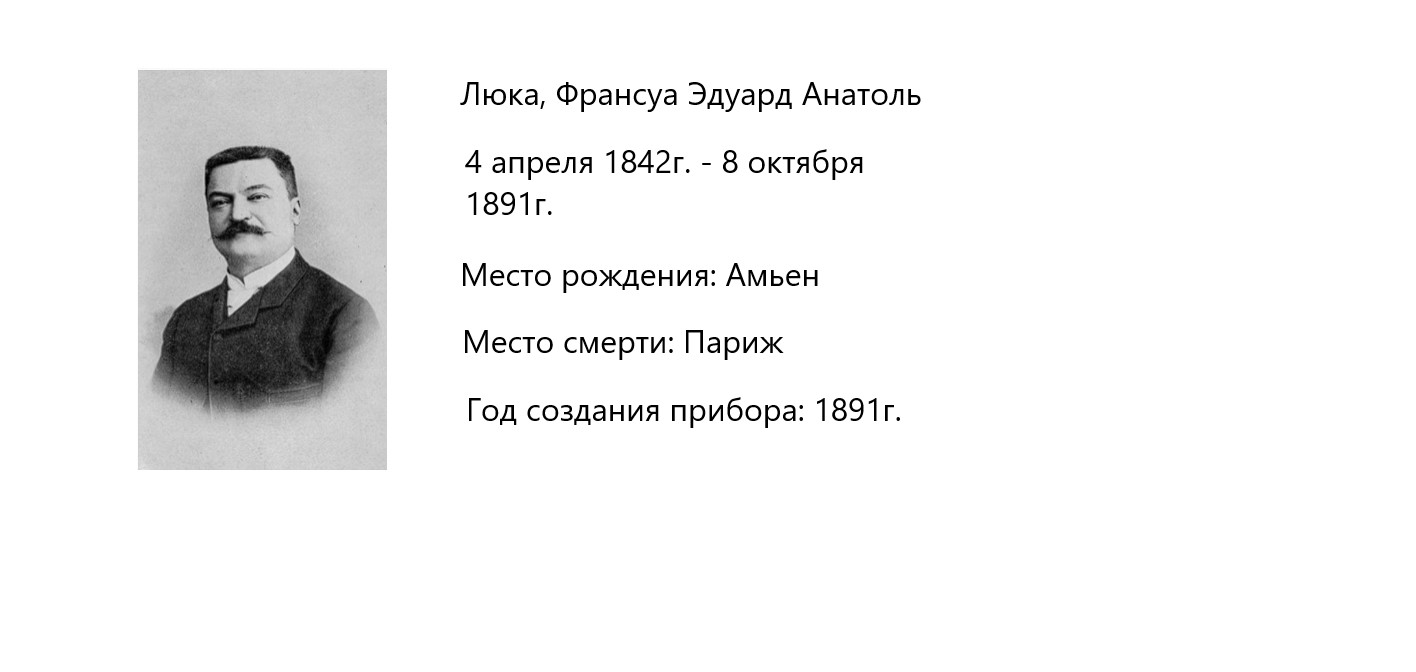 Люка, Франсуа Эдуард Анатоль
4 апреля 1842г. - 8 октября
1891г.
Место рождения: Амьен
Место смерти: Париж
Год создания прибора: 1891г.